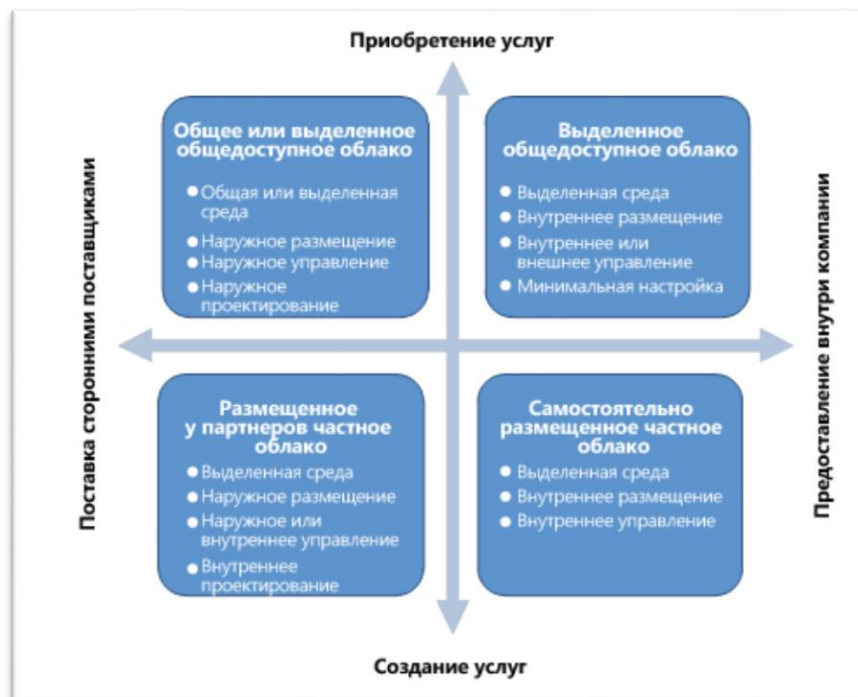 Приобретение услуг
Общее или выделенное
общедоступное облако
● Общая или выделенная
среда
● Наружное размещение
● Наружное управление
● Наружное
проектирование
Выделенное
общедоступное облако
● Выделенная среда
● Внутреннее размещение
● Внутреннее или
внешнее управление
● Минимальная настройка
Поставка сторонними поставщиками
Предоставление внутри компании
Размещенное
у партнеров частное
облако
● Выделенная среда
● Наружное размещение
● Наружное или
внутреннее управление
● Внутреннее
проектирование
Самостоятельно
размещенное частное
облако
● Выделенная среда
● Внутреннее размещение
● Внутреннее управление
Создание услуг